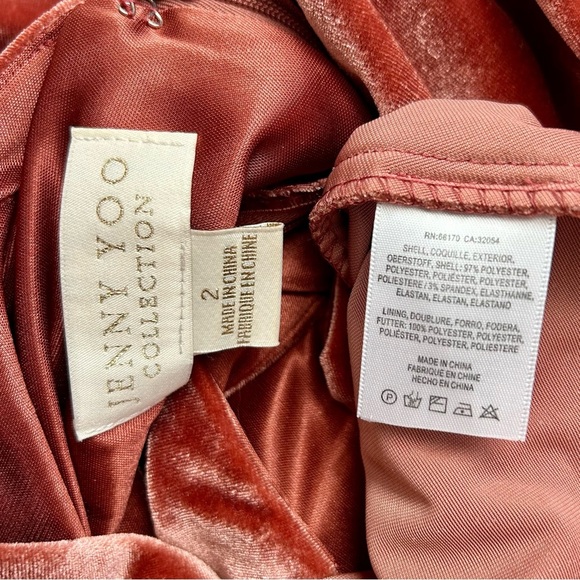 JENNY YOO
COLLECTION
2
MADE IN CHINA
FABRIQUE EN CHINE
RN:66170 CA:32054
SHELL, COQUILLE, EXTERIOR,
OBERSTOFF, SHELL: 97% POLYESTER,
POLYESTER, POLIÉSTER, POLYESTER,
POLIESTERE / 3% SPANDEX, ELASTHANNE,
ELASTAN, ELASTAN, ELASTANO
LINING, DOUBLURE, FORRO, FODERA,
FUTTER: 100% POLYESTER, POLYESTER,
POLIÉSTER, POLYESTER, POLIESTERE
MADE IN CHINA
FABRIQUE EN CHINE
HECHO EN CHINA
P